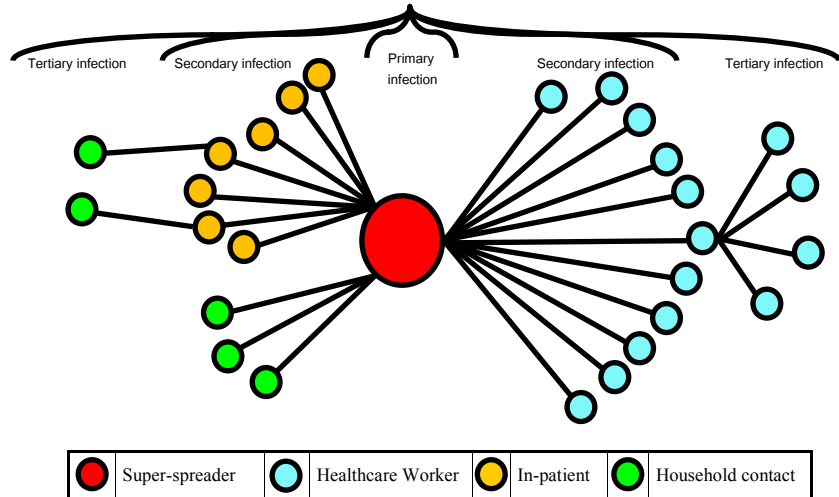 Tertiary infection
Secondary infection
Primary
infection
Secondary infection
Tertiary infection
Super-spreader
Healthcare Worker
In-patient
Household contact